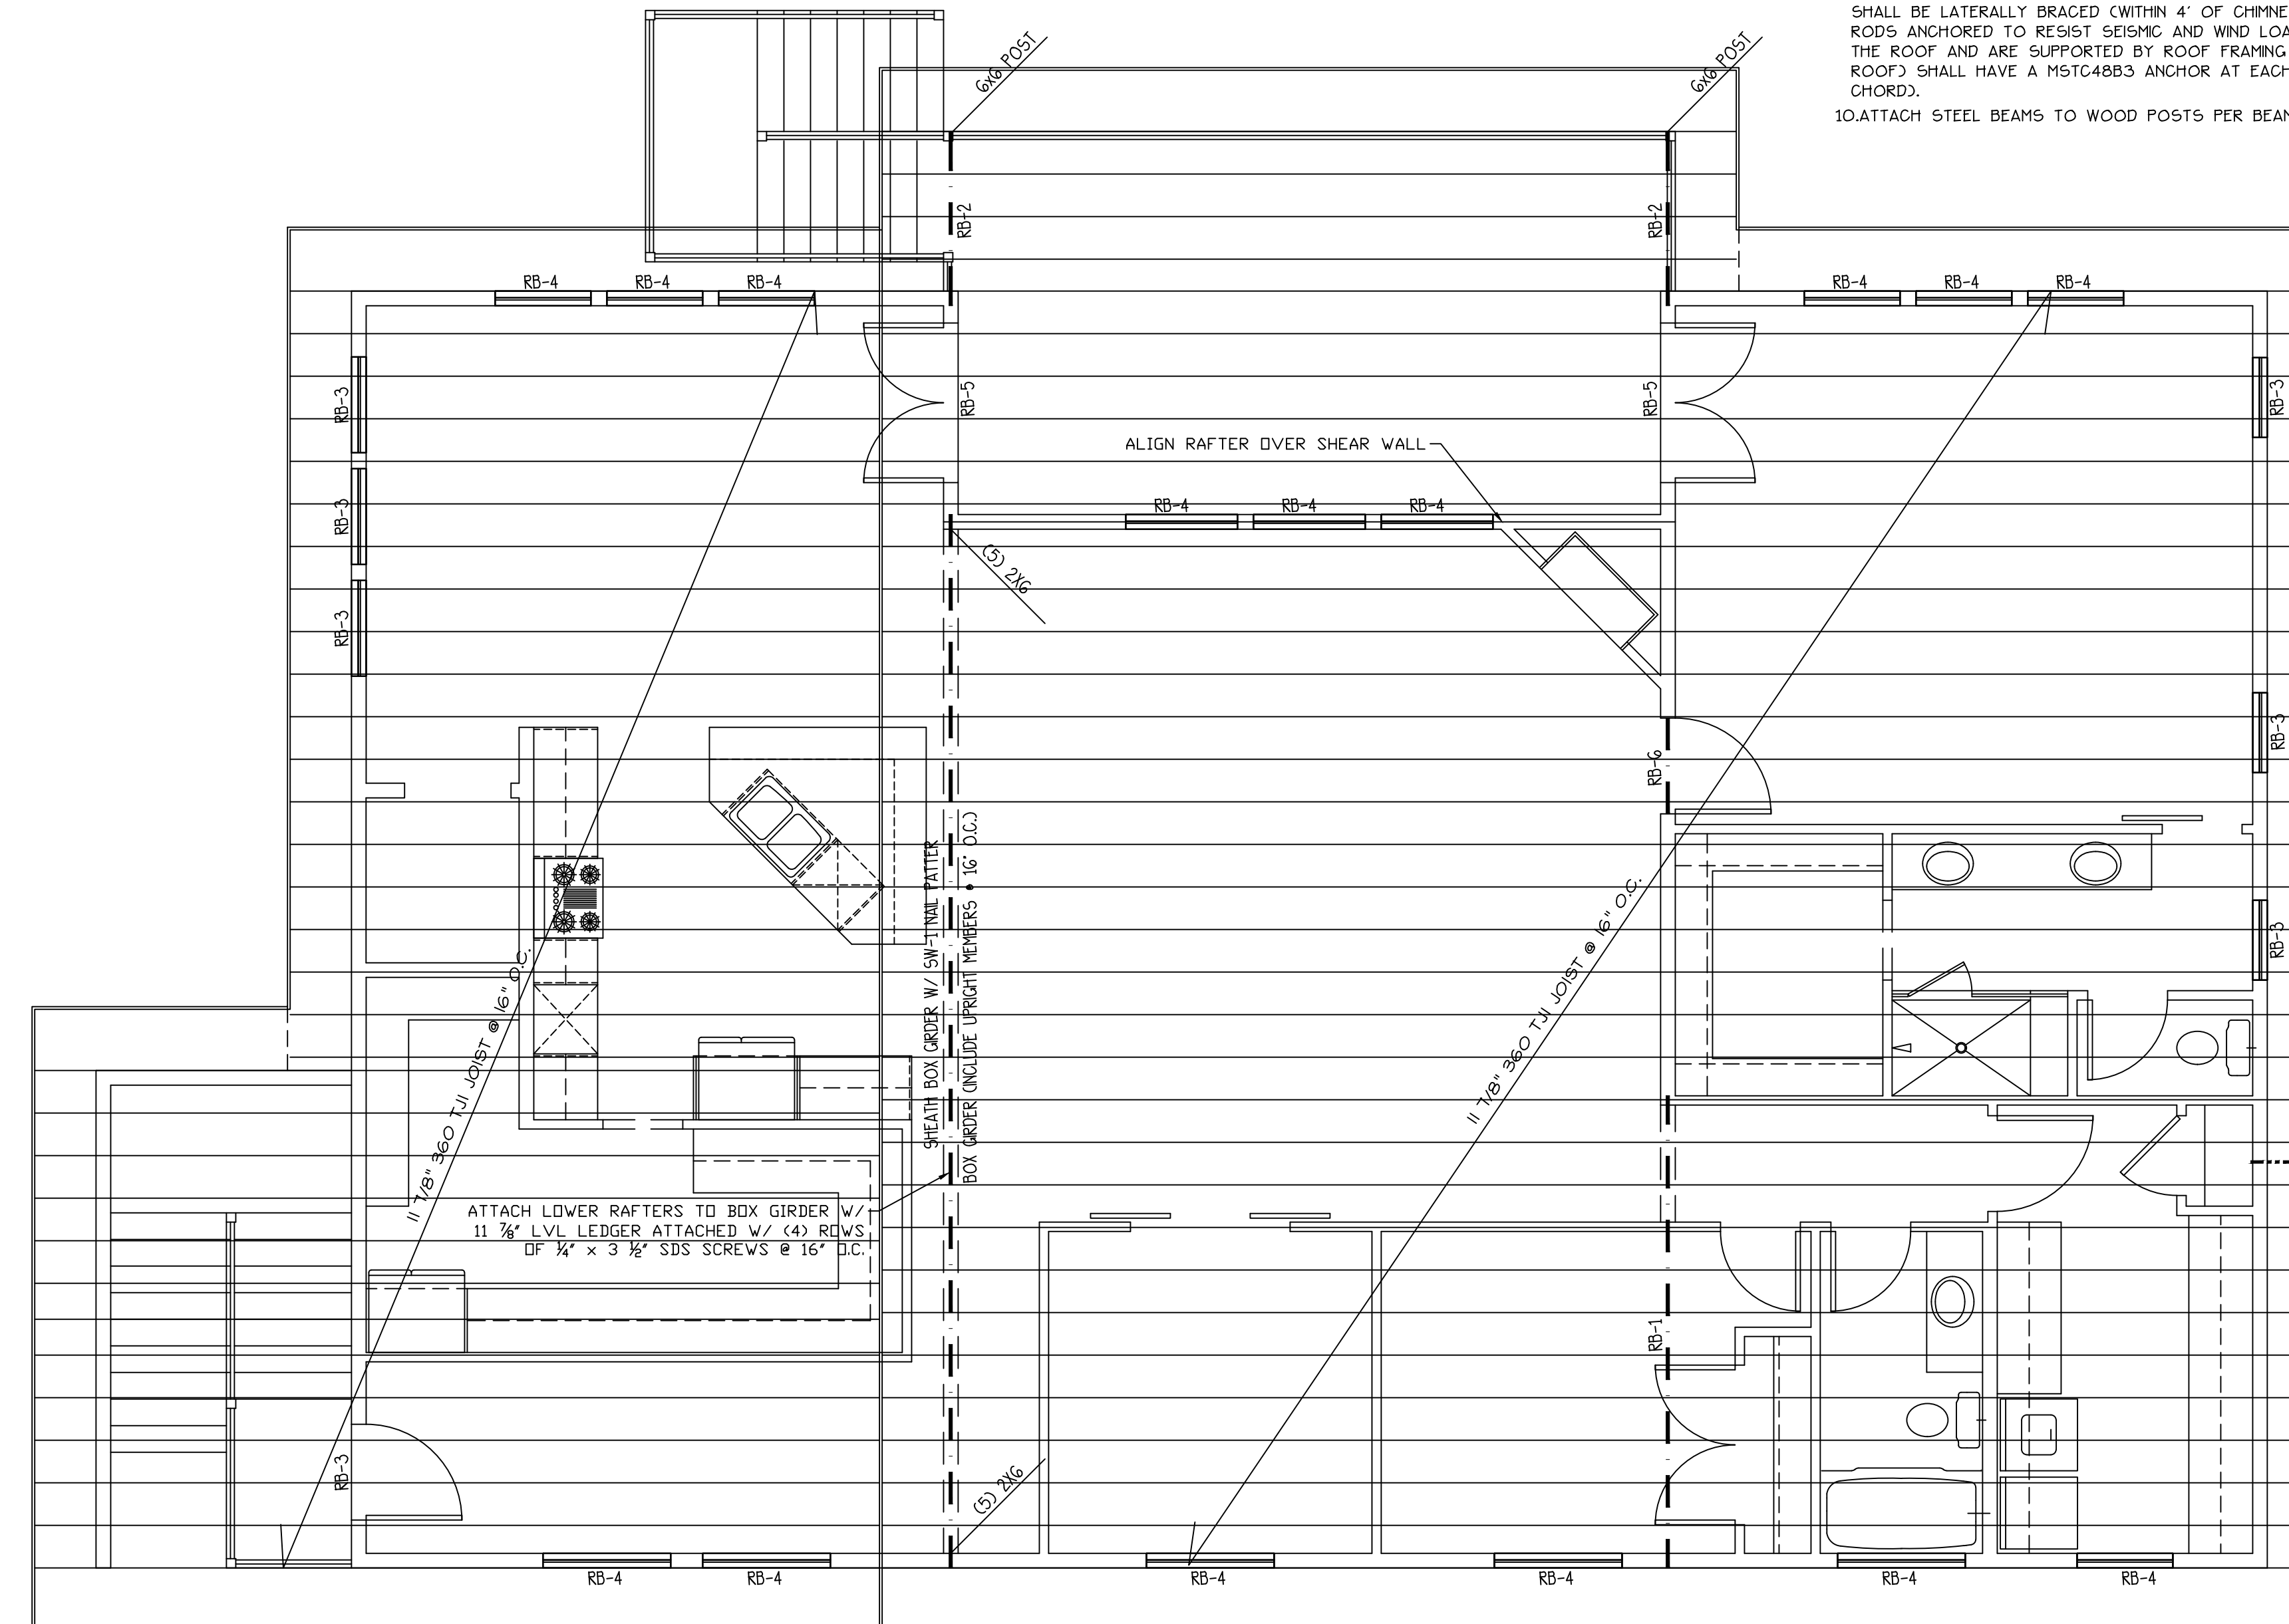 SHALL BE LATERALLY BRACED (WITHIN 4' OF CHIMNE
RODS ANCHORED TO RESIST SEISMIC AND WIND LOA
THE ROOF AND ARE SUPPORTED BY ROOF FRAMING
ROOF) SHALL HAVE A MSTC48B3 ANCHOR AT EACH
CHORD).
10.ATTACH STEEL BEAMS TO WOOD POSTS PER BEAM
6X6 POST
6X6 POST
RB-2
RB-2
RB-4
RB-4
RB-4
RB-4
RB-4
RB-4
RB-3
RB-5
RB-5
RB-3
ALIGN RAFTER OVER SHEAR WALL
RB-4
RB-4
RB-4
RB-3
(5) 2X6
RB-3
RB-6
RB-3
RB-3
SHEATH BOX GIRDER W/ SW-1 NAIL PATTER
BOX GIRDER (INCLUDE UPRIGHT MEMBERS @ 16" O.C.)
11 7/8" 360 TJI JOIST @ 16" O.C.
11 7/8" 360 TJI JOIST @ 16" O.C.
ATTACH LOWER RAFTERS TO BOX GIRDER W/
11 ⅞" LVL LEDGER ATTACHED W/ (4) ROWS
OF ¼" x 3 ½" SDS SCREWS @ 16" O.C.
RB-1
RB-3
(5) 2X6
RB-4
RB-4
RB-4
RB-4
RB-4
RB-4